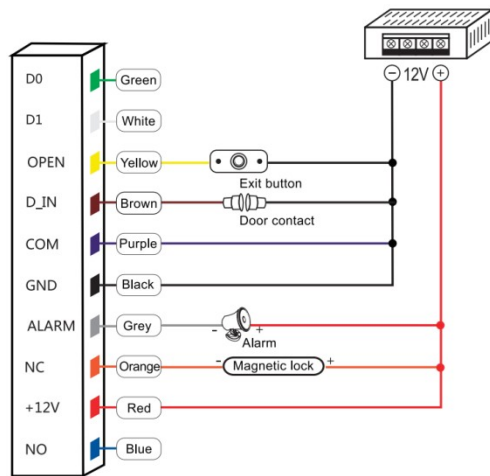 − 12V +
D0 Green
D1 White
OPEN Yellow
Exit button
D_IN Brown
Door contact
COM Purple
GND Black
ALARM Grey - +
Alarm
NC Orange - Magnetic lock +
+12V Red
NO Blue